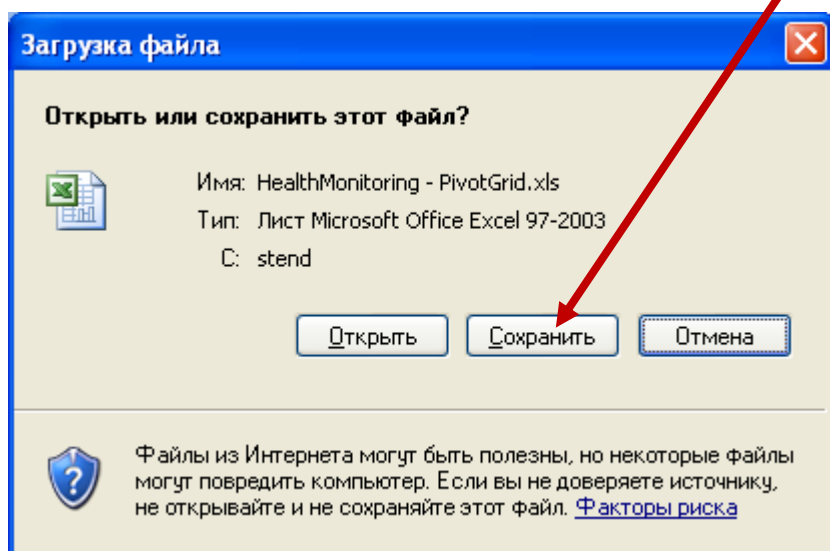 Загрузка файла
Открыть или сохранить этот файл?
Имя: HealthMonitoring - PivotGrid.xls
Тип: Лист Microsoft Office Excel 97-2003
С: stend
Открыть Сохранить Отмена
Файлы из Интернета могут быть полезны, но некоторые файлы
могут повредить компьютер. Если вы не доверяете источнику,
не открывайте и не сохраняйте этот файл. Факторы риска